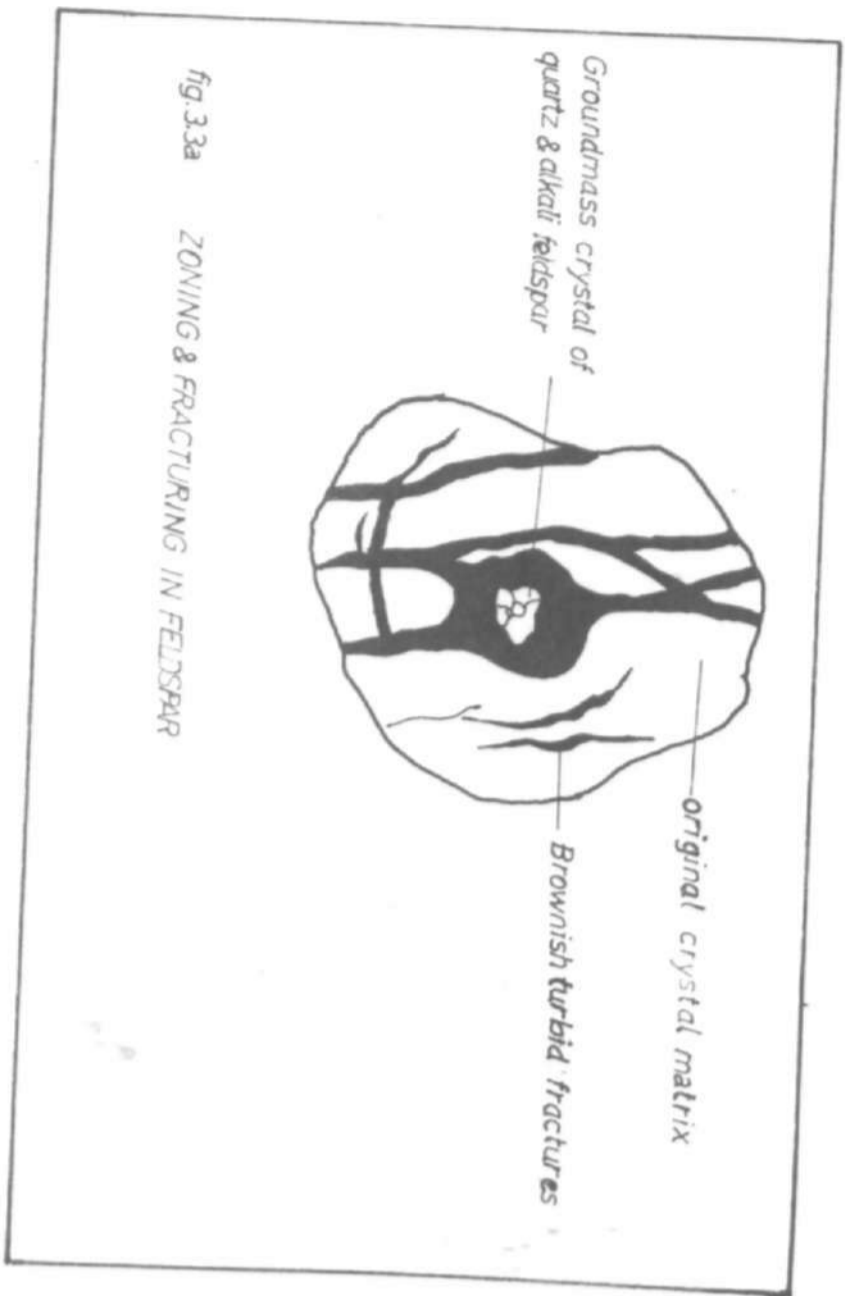 Groundmass crystal of
quartz & alkali feldspar
original crystal matrix
Brownish turbid fractures
fig.3.3a ZONING & FRACTURING IN FELDSPAR